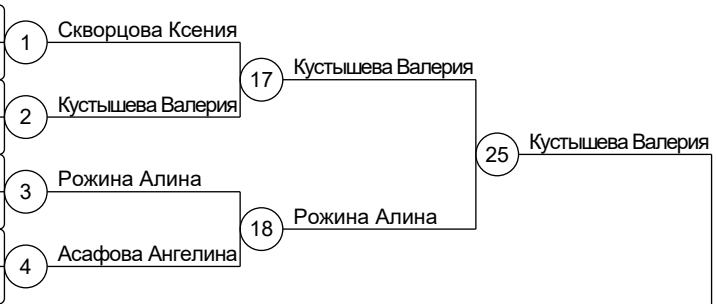 1 Скворцова Ксения
17 Кустышева Валерия
2 Кустышева Валерия
25 Кустышева Валерия
3 Рожина Алина
18 Рожина Алина
4 Асафова Ангелина